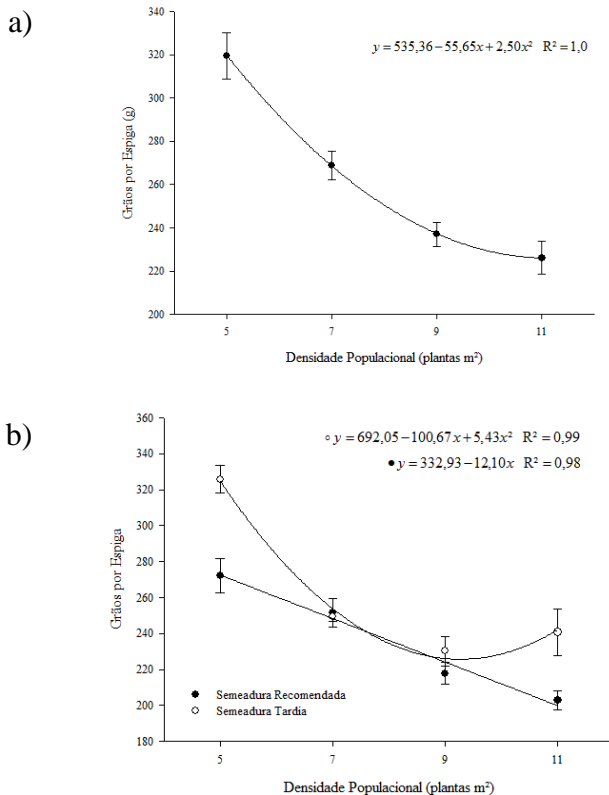 a)
y = 535,36−55,65x+2,50x² R² =1,0
Grãos por Espiga (g)
340
320
300
280
260
240
220
200
5 7 9 11
Densidade Populacional (plantas m²)
b)
y = 692,05−100,67x+5,43x² R² = 0,99
y = 332,93−12,10x R² = 0,98
Grãos por Espiga
360
340
320
300
280
260
240
220
200
180
Semeadura Recomendada
Semeadura Tardia
5 7 9 11
Densidade Populacional (plantas m²)